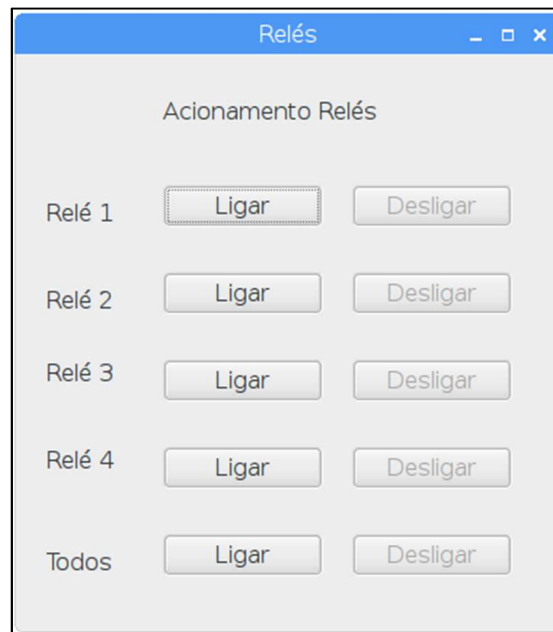 Relés
Acionamento Relés
Relé 1 Ligar Desligar
Relé 2 Ligar Desligar
Relé 3 Ligar Desligar
Relé 4 Ligar Desligar
Todos Ligar Desligar